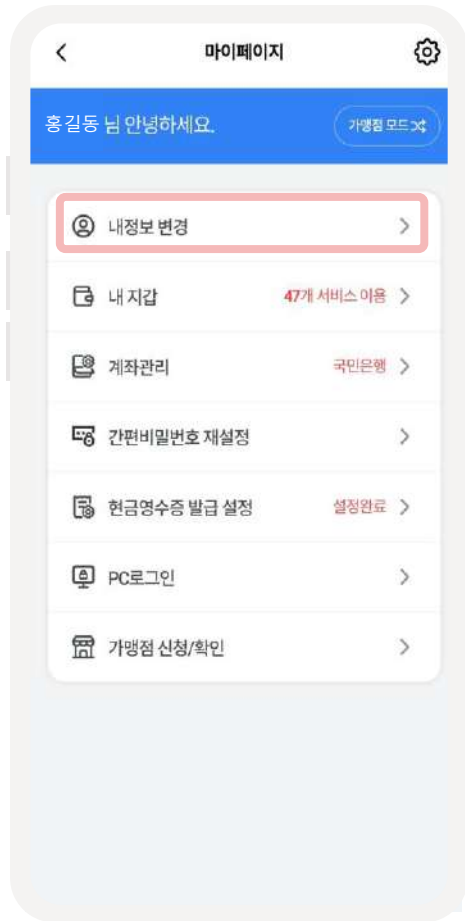 마이페이지
홍길동 님 안녕하세요.
가맹점 모드
내정보 변경
내 지갑 47개 서비스 이용
계좌관리 국민은행
간편비밀번호 재설정
현금영수증 발급 설정 설정완료
PC로그인
가맹점 신청/확인